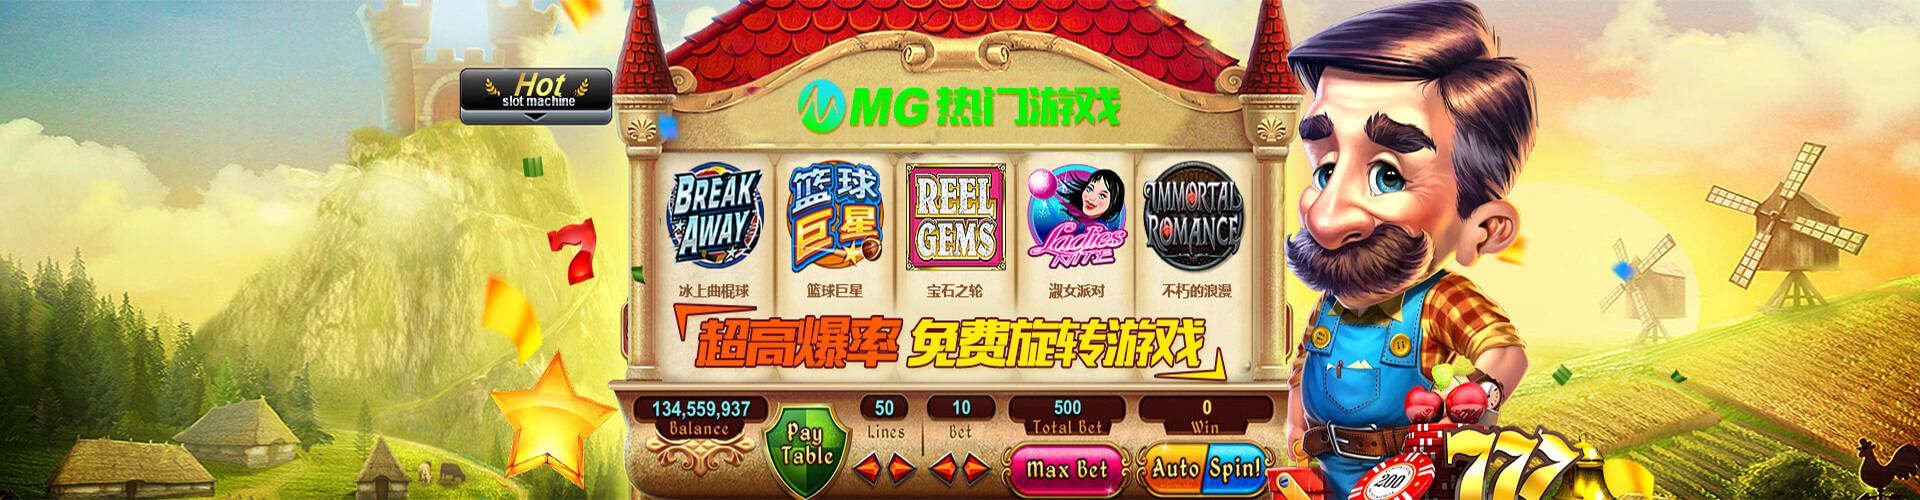 Hot
slot machine
MG 热门游戏
BREAK AWAY
篮球巨星
REEL GEMS
Ladies NITE
IMMORTAL ROMANCE
冰上曲棍球
篮球巨星
宝石之轮
淑女派对
不朽的浪漫
超高爆率 免费旋转游戏
134,559,937
50
10
500
0
Balance
Lines
Bet
Total Bet
Win
Pay Table
Max Bet
Auto Spin!
7
200
777